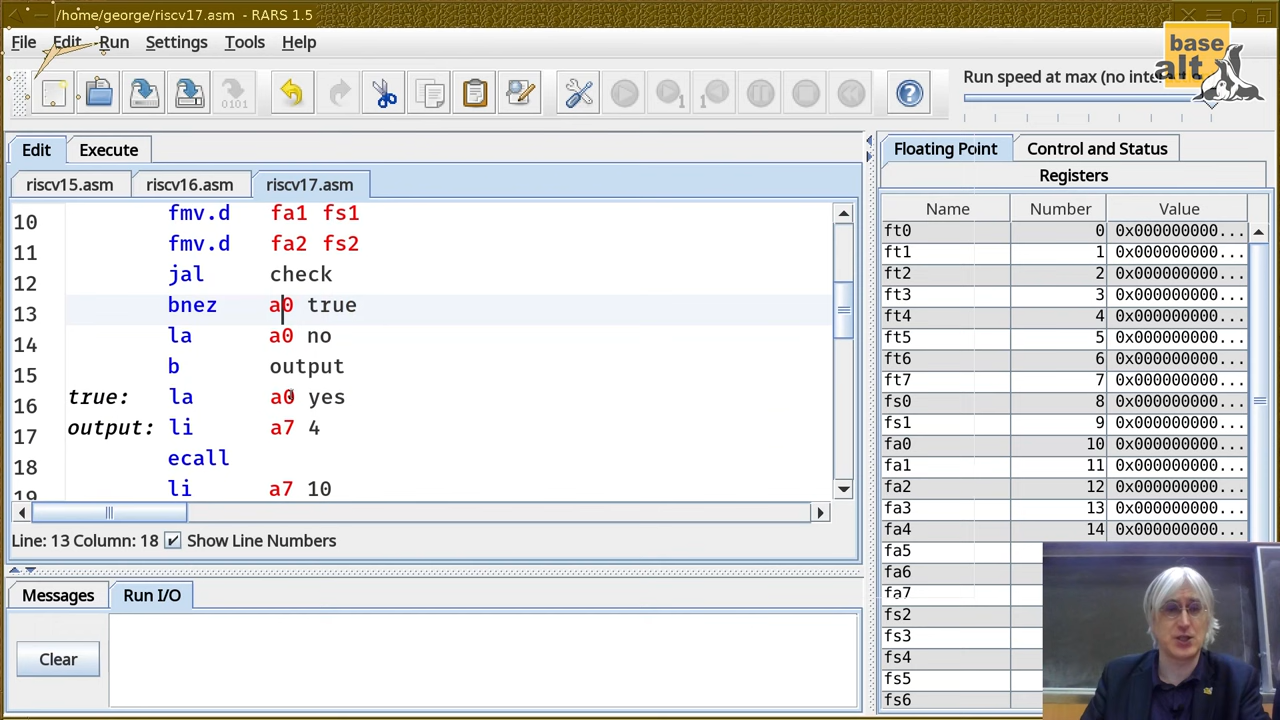 /home/george/riscv17.asm - RARS 1.5
File Edit Run Settings Tools Help
base
alt
Run speed at max (no inte
Edit Execute
riscv15.asm riscv16.asm riscv17.asm
10 fmv.d fa1 fs1
11 fmv.d fa2 fs2
12 jal check
13 bnez a0 true
14 la a0 no
15 b output
16 true: la a0 yes
17 output: li a7 4
18 ecall
19 li a7 10
Line: 13 Column: 18 Show Line Numbers
Messages Run I/O
Clear
Floating Point Control and Status
Registers
Name Number Value
ft0 0 0x000000000...
ft1 1 0x000000000...
ft2 2 0x000000000...
ft3 3 0x000000000...
ft4 4 0x000000000...
ft5 5 0x000000000...
ft6 6 0x000000000...
ft7 7 0x000000000...
fs0 8 0x000000000...
fs1 9 0x000000000...
fa0 10 0x000000000...
fa1 11 0x000000000...
fa2 12 0x000000000...
fa3 13 0x000000000...
fa4 14 0x000000000...
fa5
fa6
fa7
fs2
fs3
fs4
fs5
fs6